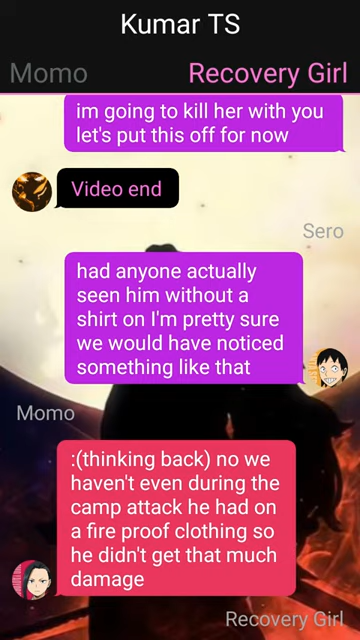 Kumar TS
Momo
Recovery Girl
im going to kill her with you
let's put this off for now
Video end
Sero
had anyone actually
seen him without a
shirt on I'm pretty sure
we would have noticed
something like that
Momo
:(thinking back) no we
haven't even during the
camp attack he had on
a fire proof clothing so
he didn't get that much
damage
Recovery Girl